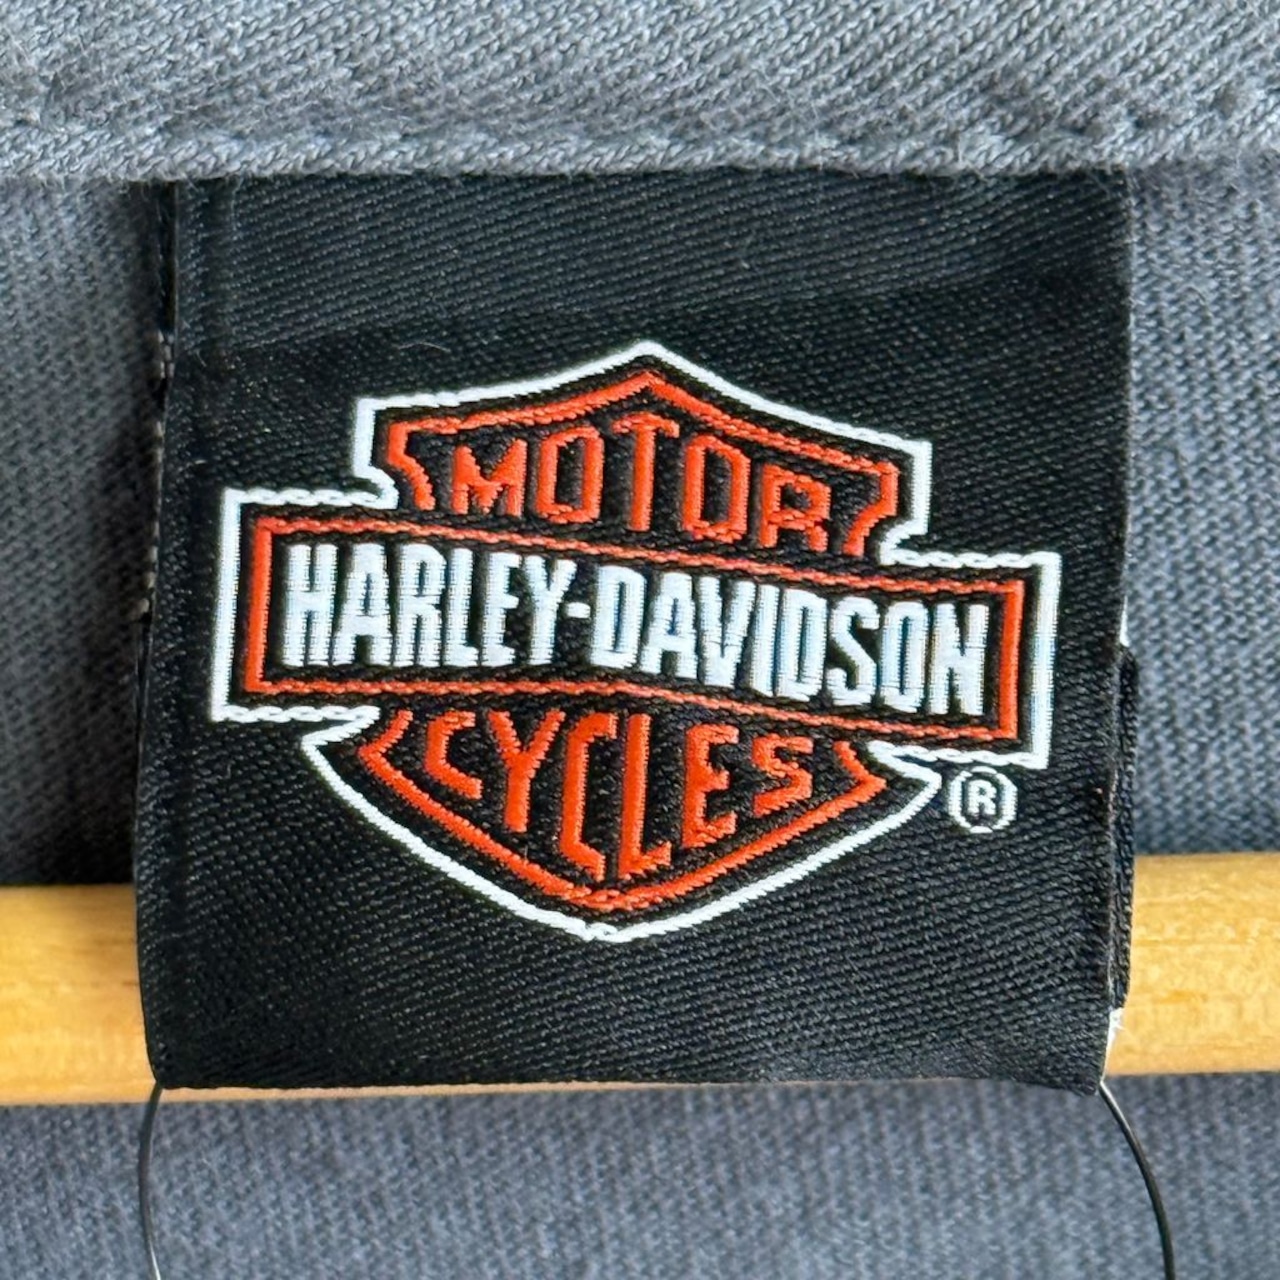 MOTOR
HARLEY-DAVIDSON
CYCLES
®